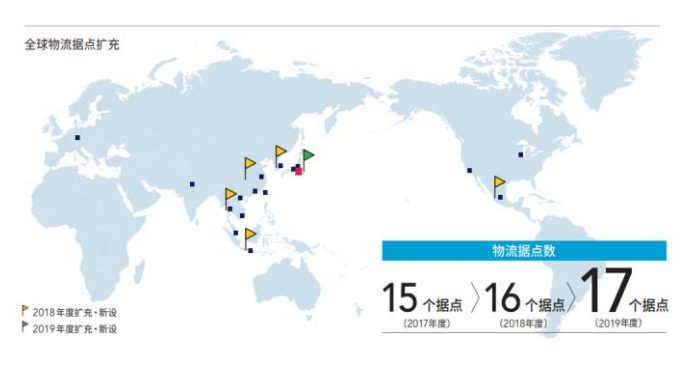 全球物流据点扩充
物流据点数
15个据点〉16个据点〉17个据点
(2017年度) (2018年度) (2019年度)
2018年度扩充・新设
2019年度扩充・新设